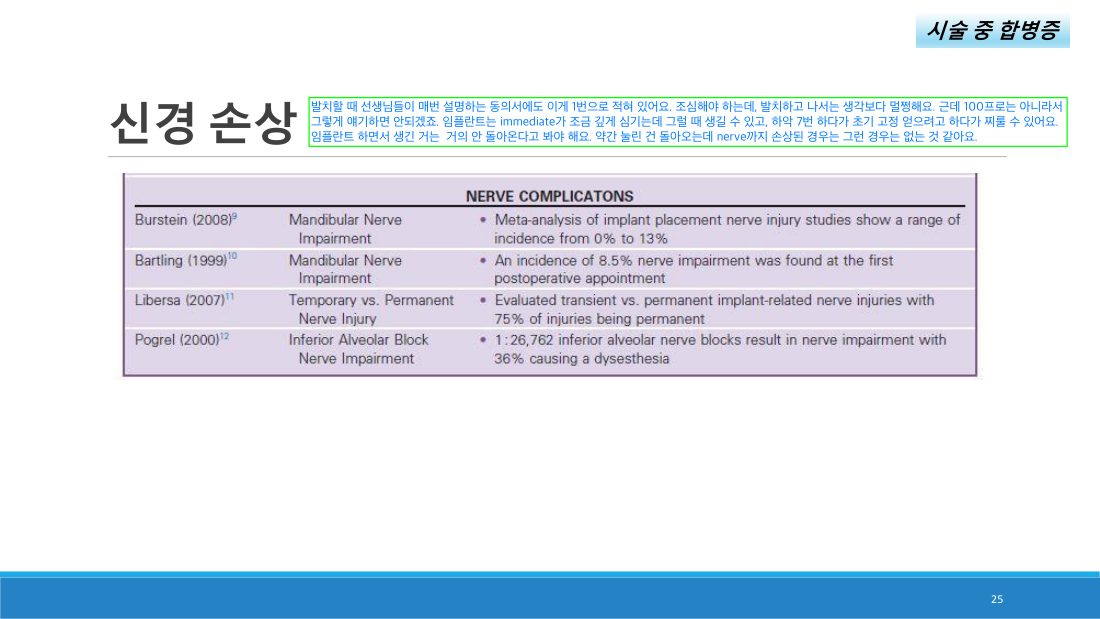 시술 중 합병증
신경 손상
발치할 때 선생님들이 매번 설명하는 동의서에도 이게 1번으로 적혀 있어요. 조심해야 하는데, 발치하고 나서는 생각보다 멀쩡해요. 근데 100프로는 아니라서
그렇게 얘기하면 안되겠죠. 임플란트는 immediate가 조금 깊게 심기는데 그럴 때 생길 수 있고, 하악 7번 하다가 초기 고정 얻으려고 하다가 찌룰 수 있어요.
임플란트 하면서 생긴 거는 거의 안 돌아온다고 봐야 해요. 약간 눌린 건 돌아오는데 nerve까지 손상된 경우는 그런 경우는 없는 것 같아요.
NERVE COMPLICATONS
Burstein (2008)9 Mandibular Nerve • Meta-analysis of implant placement nerve injury studies show a range of
Impairment incidence from 0% to 13%
Bartling (1999)10 Mandibular Nerve • An incidence of 8.5% nerve impairment was found at the first
Impairment postoperative appointment
Libersa (2007)11 Temporary vs. Permanent • Evaluated transient vs. permanent implant-related nerve injuries with
Nerve Injury 75% of injuries being permanent
Pogrel (2000)12 Inferior Alveolar Block • 1:26,762 inferior alveolar nerve blocks result in nerve impairment with
Nerve Impairment 36% causing a dysesthesia
25